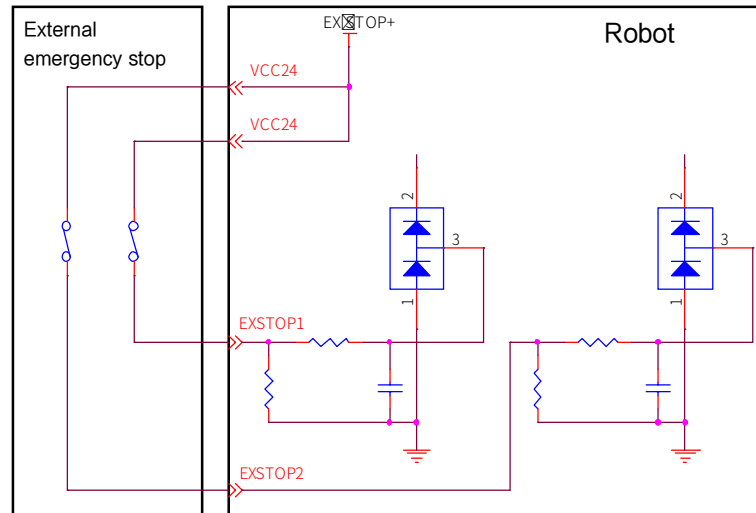 External
emergency stop
EXSTOP+
Robot
VCC24
VCC24
2
2
3
3
1
1
EXSTOP1
EXSTOP2